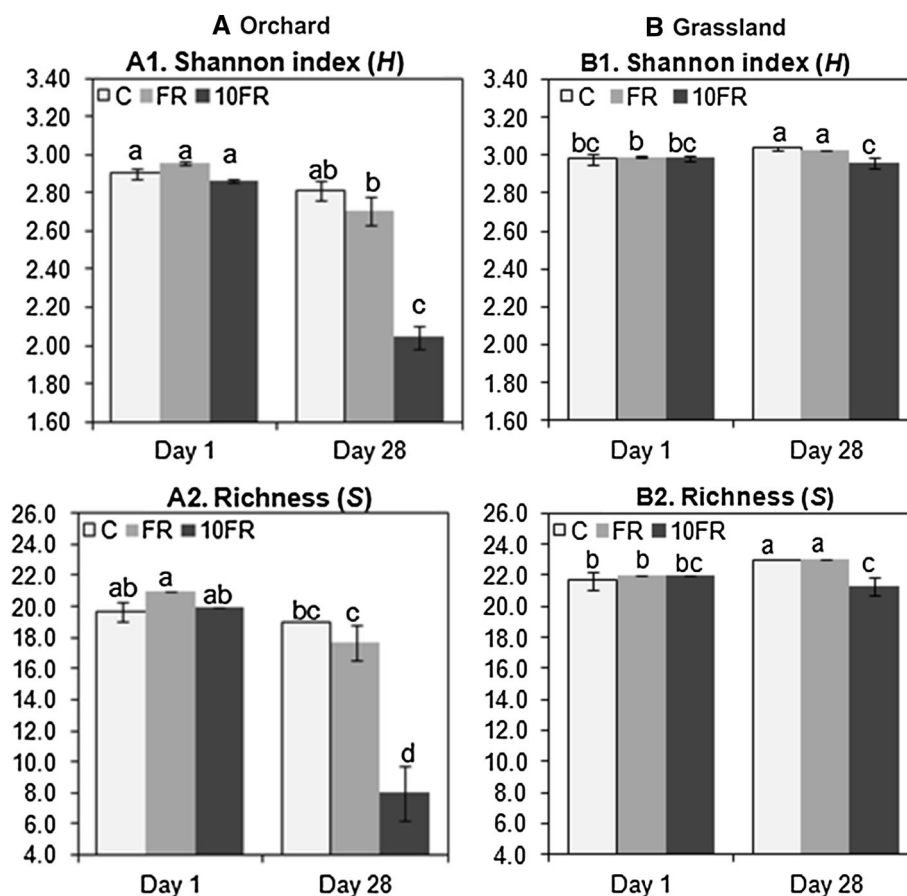 A Orchard
B Grassland
A1. Shannon index (H)
3.40
3.20
3.00
2.80
2.60
2.40
2.20
2.00
1.80
1.60
C FR 10FR
a a a ab b c
Day 1 Day 28
B1. Shannon index (H)
3.40
3.20
3.00
2.80
2.60
2.40
2.20
2.00
1.80
1.60
C FR 10FR
bc b bc a a c
Day 1 Day 28
A2. Richness (S)
26.0
24.0
22.0
20.0
18.0
16.0
14.0
12.0
10.0
8.0
6.0
4.0
C FR 10FR
ab a ab bc c d
Day 1 Day 28
B2. Richness (S)
26.0
24.0
22.0
20.0
18.0
16.0
14.0
12.0
10.0
8.0
6.0
4.0
C FR 10FR
b b bc a a c
Day 1 Day 28